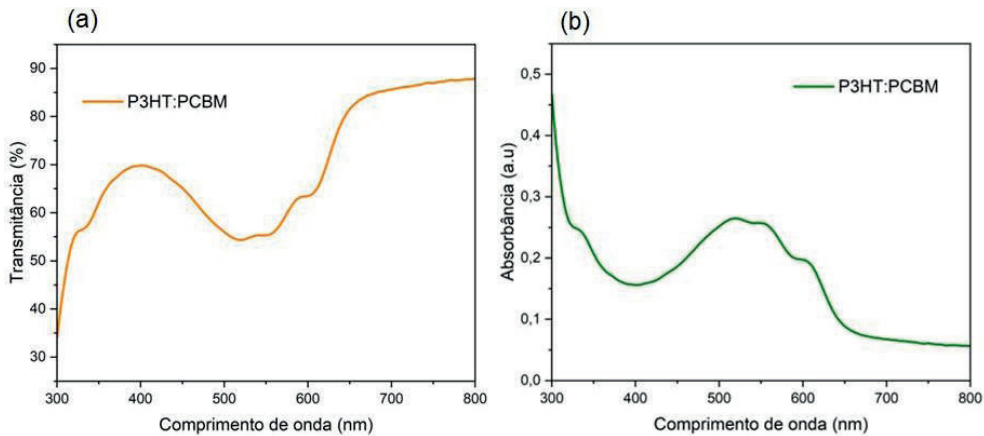 (a)
90
80
70
60
50
40
30
Transmitância (%)
P3HT:PCBM
300 400 500 600 700 800
Comprimento de onda (nm)
(b)
0,5
0,4
0,3
0,2
0,1
0,0
Absorbância (a.u)
P3HT:PCBM
300 400 500 600 700 800
Comprimento de onda (nm)